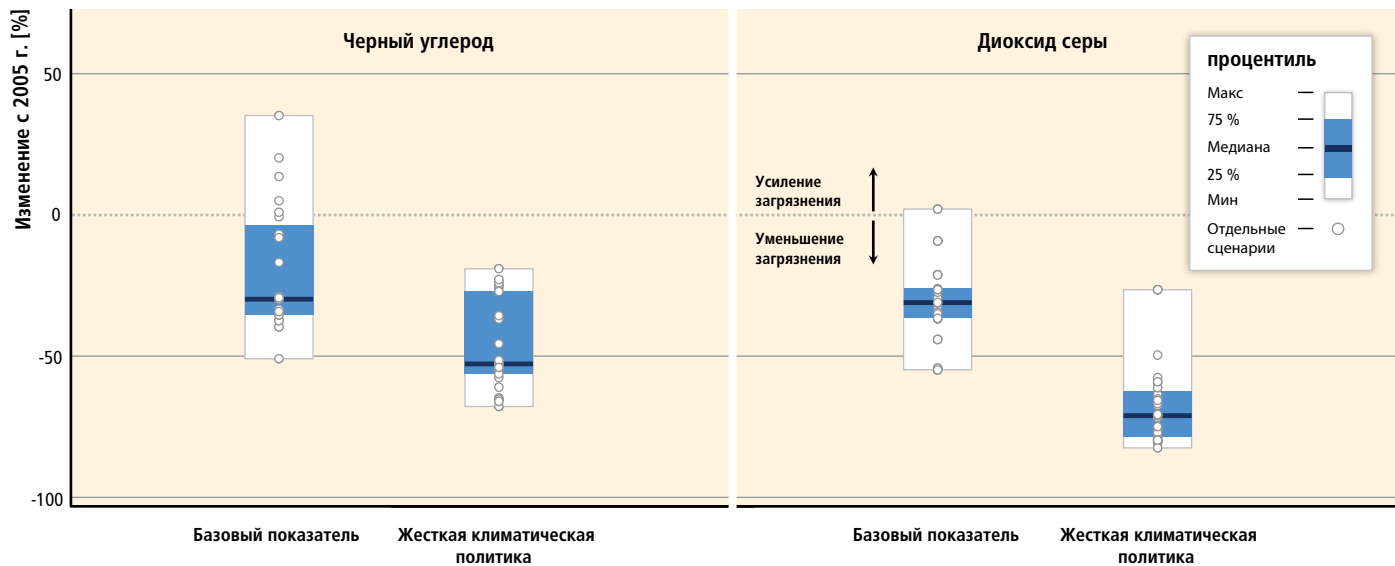 Изменение с 2005 г. [%]
50
0
-50
-100
Черный углерод
Базовый показатель
Жесткая климатическая
политика
Диоксид серы
Усиление
загрязнения
Уменьшение
загрязнения
Базовый показатель
Жесткая климатическая
политика
процентиль
Макс
75 %
Медиана
25 %
Мин
Отдельные
сценарии